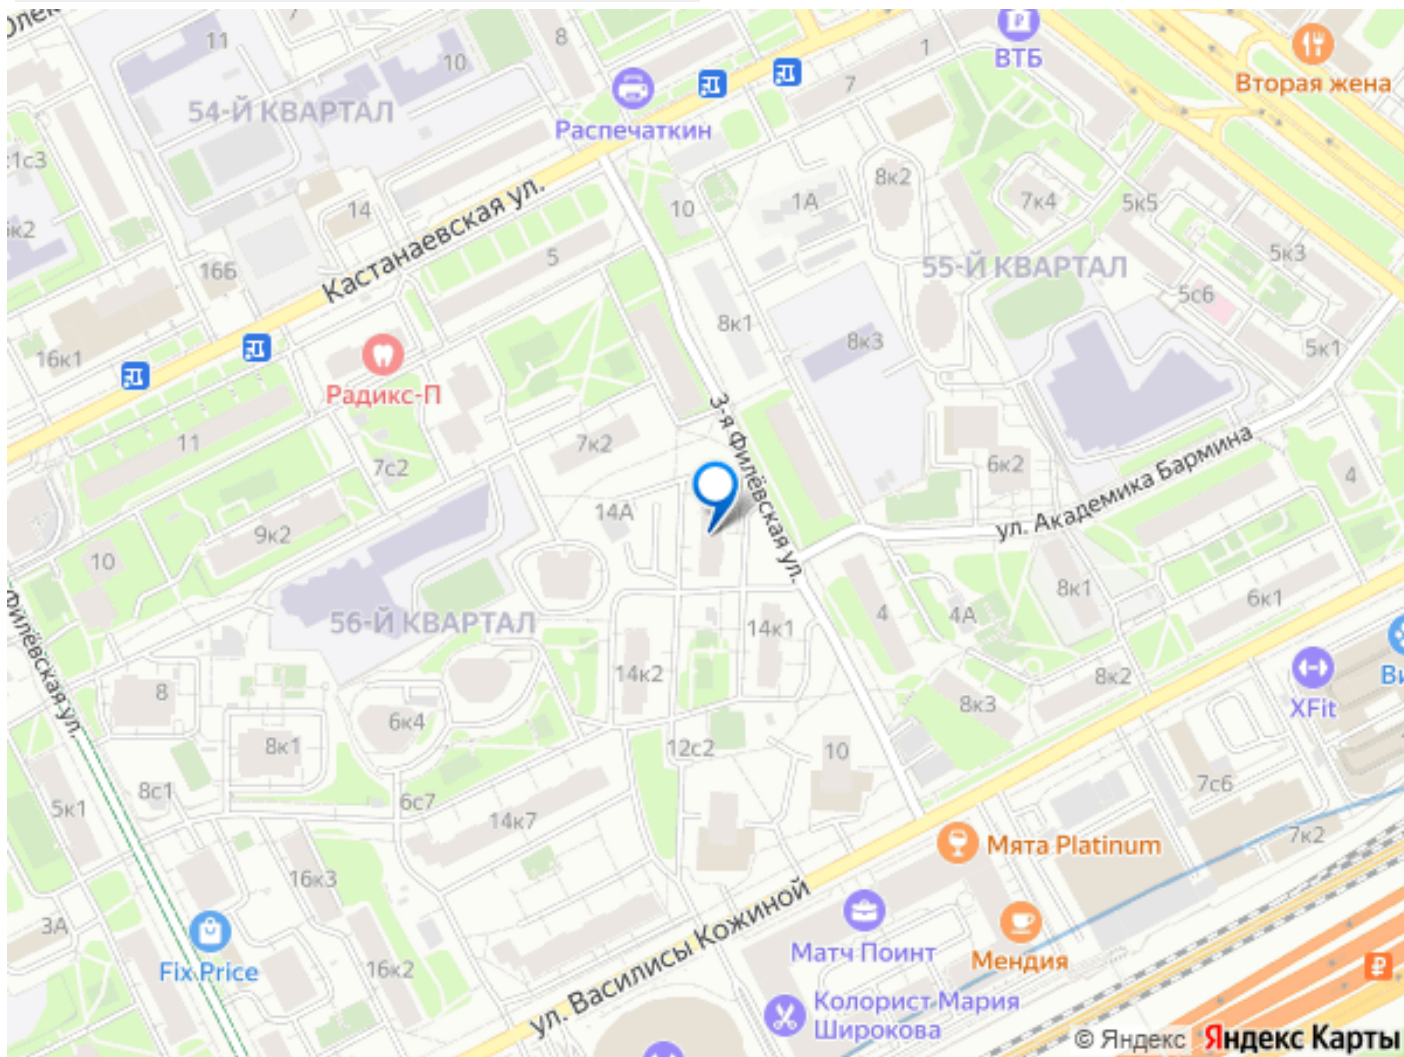 11
10
8
1
ВТБ
Вторая жена
54-Й КВАРТАЛ
Распечаткин
7
14
Кастанаевская ул.
10
1А
8к2
7к4
5к5
16Б
5
5к3
55-Й КВАРТАЛ
5с6
16к1
8к1
8к3
5к1
Радикс-П
3-я Филёвская ул.
11
7к2
7с2
6к2
ул. Академика Бармина
4
14А
9к2
10
8к1
6к1
56-Й КВАРТАЛ
14к1
4
4А
14к2
8к2
8
6к4
8к3
XFit
8к1
12с2
10
8с1
5к1
6с7
14к7
7с6
7к2
Мята Platinum
16к3
ул. Василисы Кожиной
3А
Матч Поинт
Мендия
Fix Price
16к2
Колорист Мария
Широкова
© Яндекс Яндекс Карты